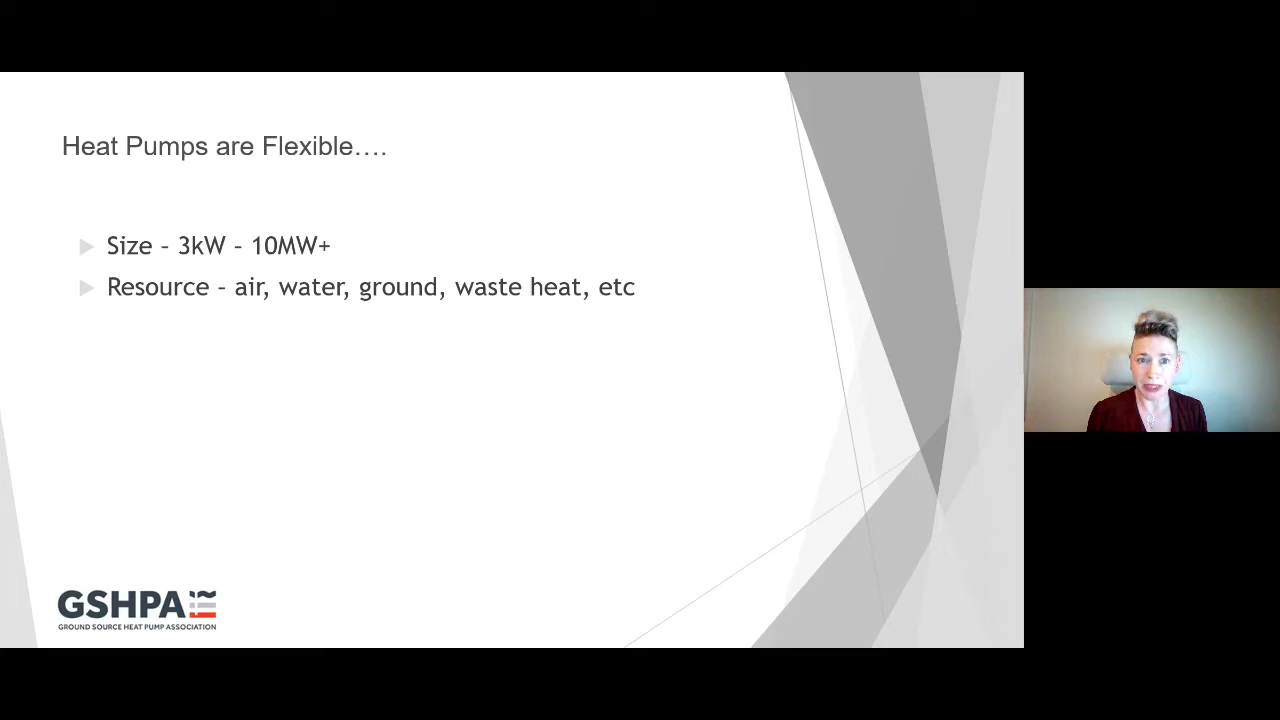 Heat Pumps are Flexible….
Size – 3kW – 10MW+
Resource – air, water, ground, waste heat, etc
GSHPA
GROUND SOURCE HEAT PUMP ASSOCIATION